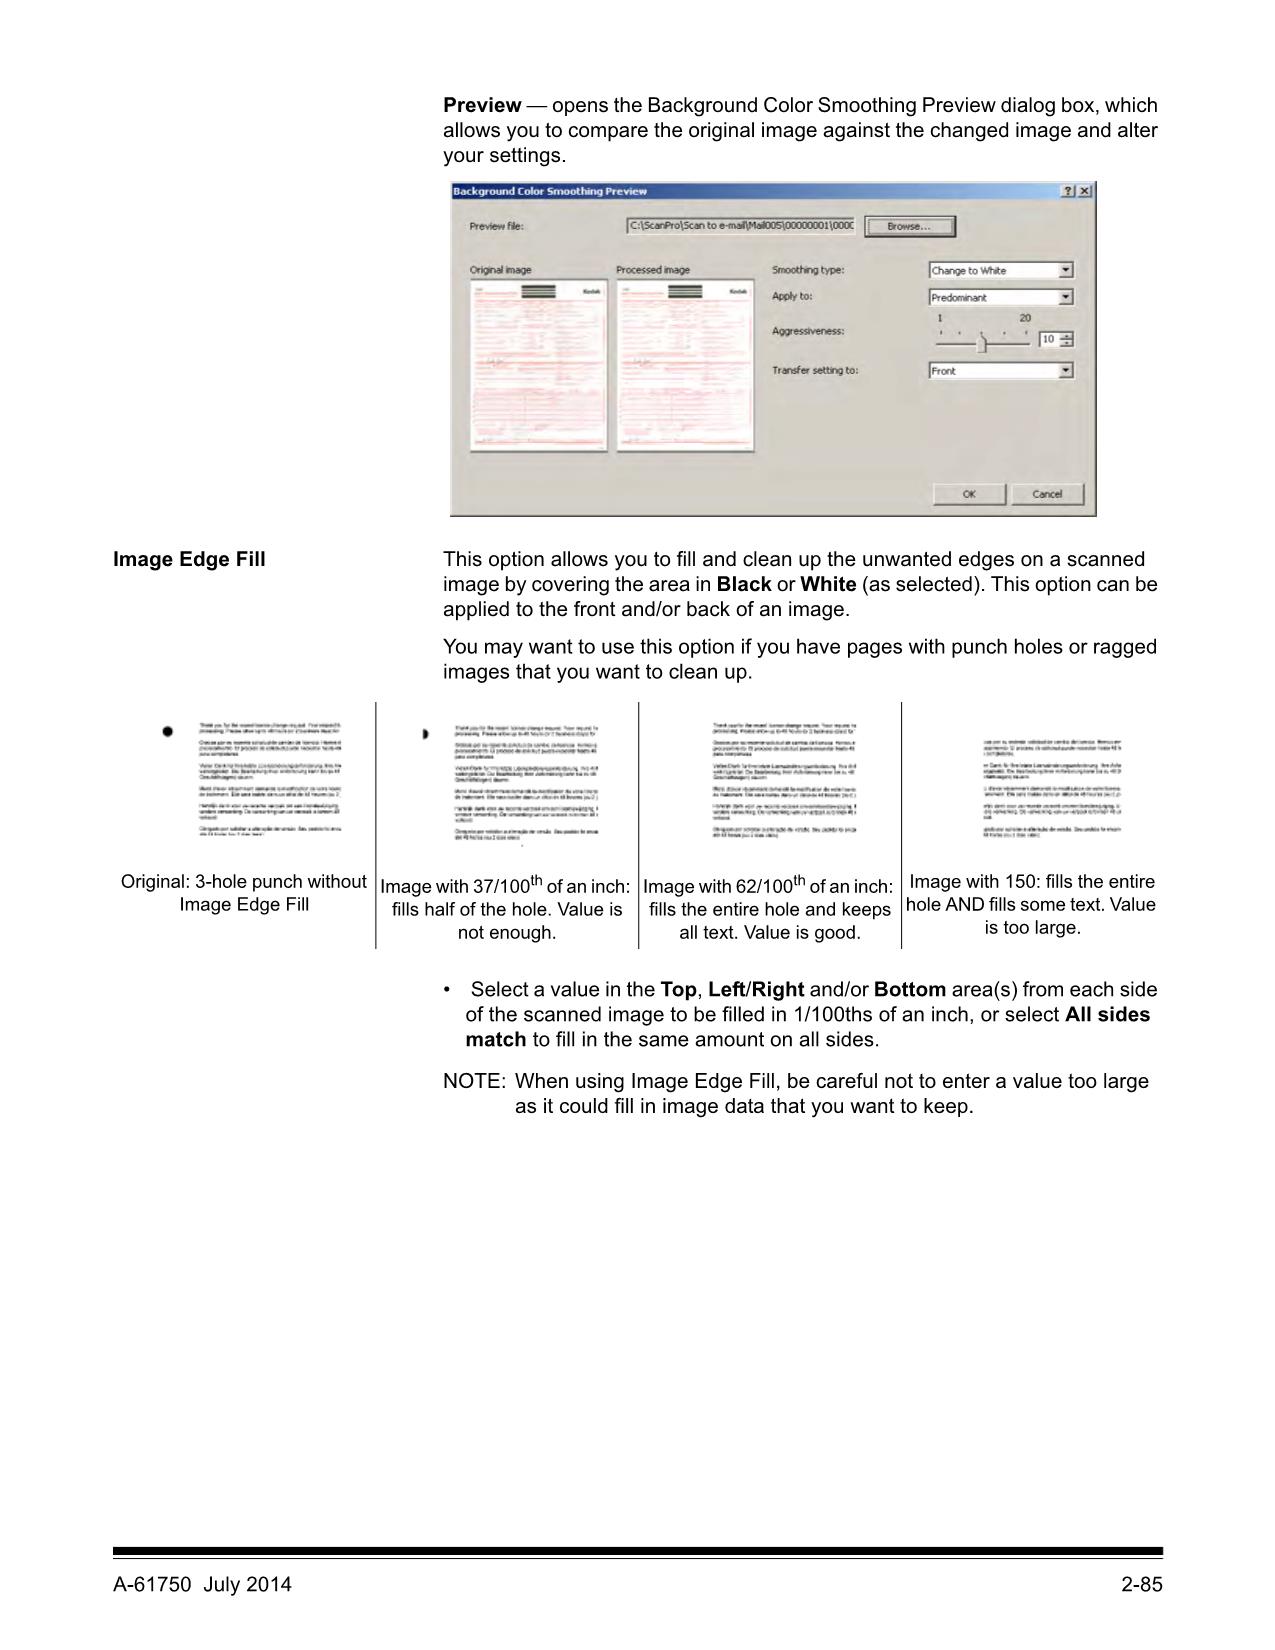 Preview — opens the Background Color Smoothing Preview dialog box, which
allows you to compare the original image against the changed image and alter
your settings.
Background Color Smoothing Preview
Preview file:
C:\ScanPro\Scan to e-mail\Mail005\00000001\000C
Browse...
Original image
Processed image
Kodak
Kodak
Smoothing type:
Change to White
Apply to:
Predominant
1 20
Aggressiveness:
10
Transfer setting to:
Front
OK
Cancel
Image Edge Fill
This option allows you to fill and clean up the unwanted edges on a scanned
image by covering the area in Black or White (as selected). This option can be
applied to the front and/or back of an image.
You may want to use this option if you have pages with punch holes or ragged
images that you want to clean up.
Original: 3-hole punch without
Image Edge Fill
Image with 37/100th of an inch:
fills half of the hole. Value is
not enough.
Image with 62/100th of an inch:
fills the entire hole and keeps
all text. Value is good.
Image with 150: fills the entire
hole AND fills some text. Value
is too large.
• Select a value in the Top, Left/Right and/or Bottom area(s) from each side
of the scanned image to be filled in 1/100ths of an inch, or select All sides
match to fill in the same amount on all sides.
NOTE: When using Image Edge Fill, be careful not to enter a value too large
as it could fill in image data that you want to keep.
A-61750 July 2014
2-85